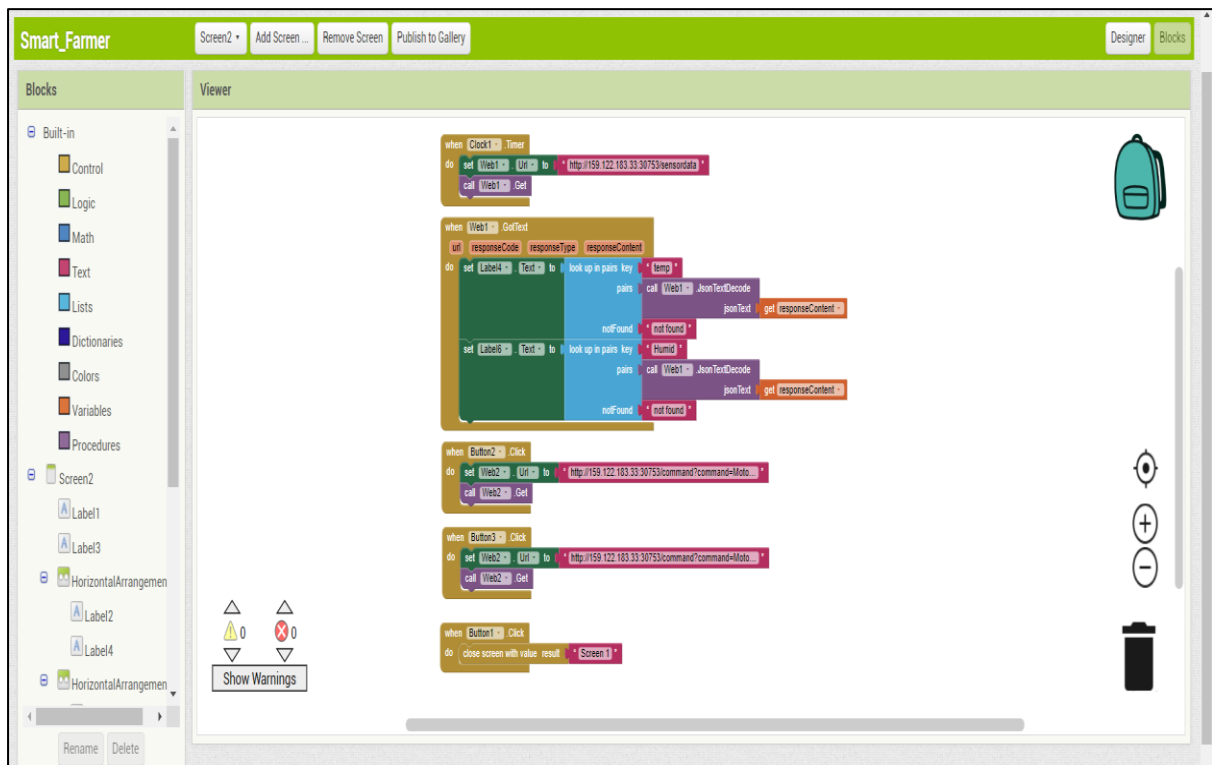 Smart_Farmer
Screen2 Add Screen ... Remove Screen Publish to Gallery
Designer Blocks
Blocks
Built-in
Control
Logic
Math
Text
Lists
Dictionaries
Colors
Variables
Procedures
Screen2
Label1
Label3
HorizontalArrangemen
Label2
Label4
HorizontalArrangemen
Rename Delete
Viewer
when Clock1 .Timer
do set Web1 . Url to " http://159.122.183.33:30753/sensordata "
call Web1 .Get
when Web1 .GotText
url responseCode responseType responseContent
do set Label4 . Text to look up in pairs key " temp "
pairs call Web1 .JsonTextDecode
jsonText get responseContent
notFound " not found "
set Label6 . Text to look up in pairs key " Humid "
pairs call Web1 .JsonTextDecode
jsonText get responseContent
notFound " not found "
when Button2 .Click
do set Web2 . Url to " http://159.122.183.33:30753/command?command=Moto... "
call Web2 .Get
when Button3 .Click
do set Web2 . Url to " http://159.122.183.33:30753/command?command=Moto... "
call Web2 .Get
when Button1 .Click
do close screen with value result " Screen 1 "
0 0
Show Warnings